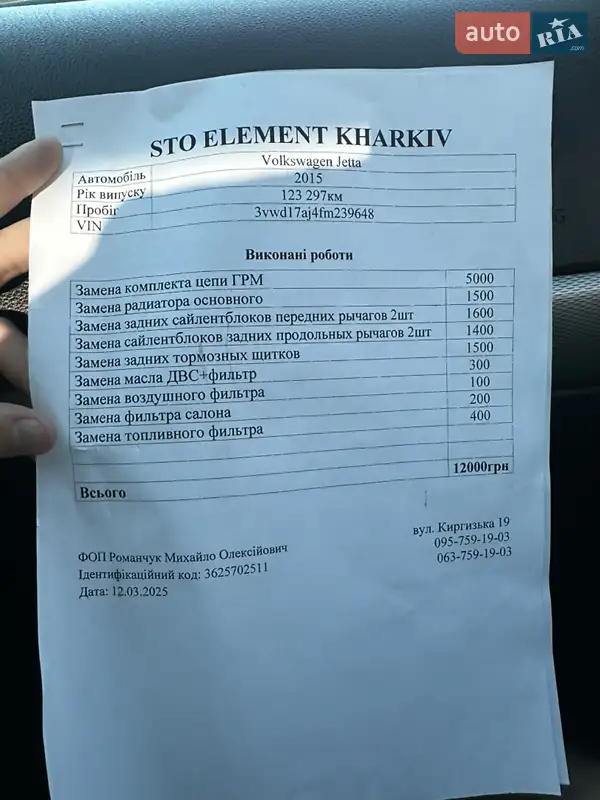 auto RIA .com
STO ELEMENT KHARKIV
Автомобіль Volkswagen Jetta
Рік випуску 2015
Пробіг 123 297км
VIN 3vwd17aj4fm239648
Виконані роботи
Замена комплекта цепи ГРМ 5000
Замена радиатора основного 1500
Замена задних сайлентблоков передних рычагов 2шт 1600
Замена сайлентблоков задних продольных рычагов 2шт 1400
Замена задних тормозных щитков 1500
Замена масла ДВС+фильтр 300
Замена воздушного фильтра 100
Замена фильтра салона 200
Замена топливного фильтра 400
Всього 12000грн
ФОП Романчук Михайло Олексійович вул. Киргизька 19
Ідентифікаційний код: 3625702511 095-759-19-03
Дата: 12.03.2025 063-759-19-03